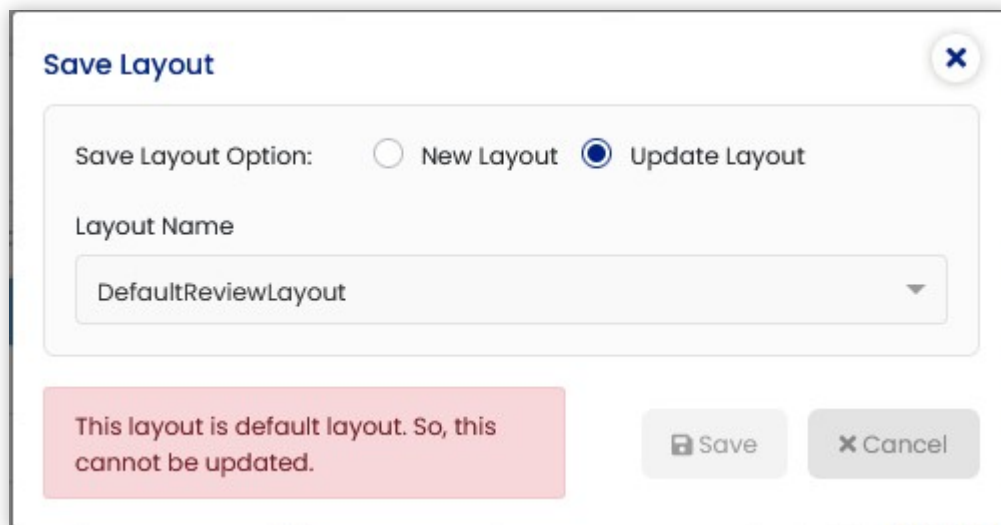 Save Layout
Save Layout Option: New Layout Update Layout
Layout Name
DefaultReviewLayout
This layout is default layout. So, this
cannot be updated.
Save Cancel